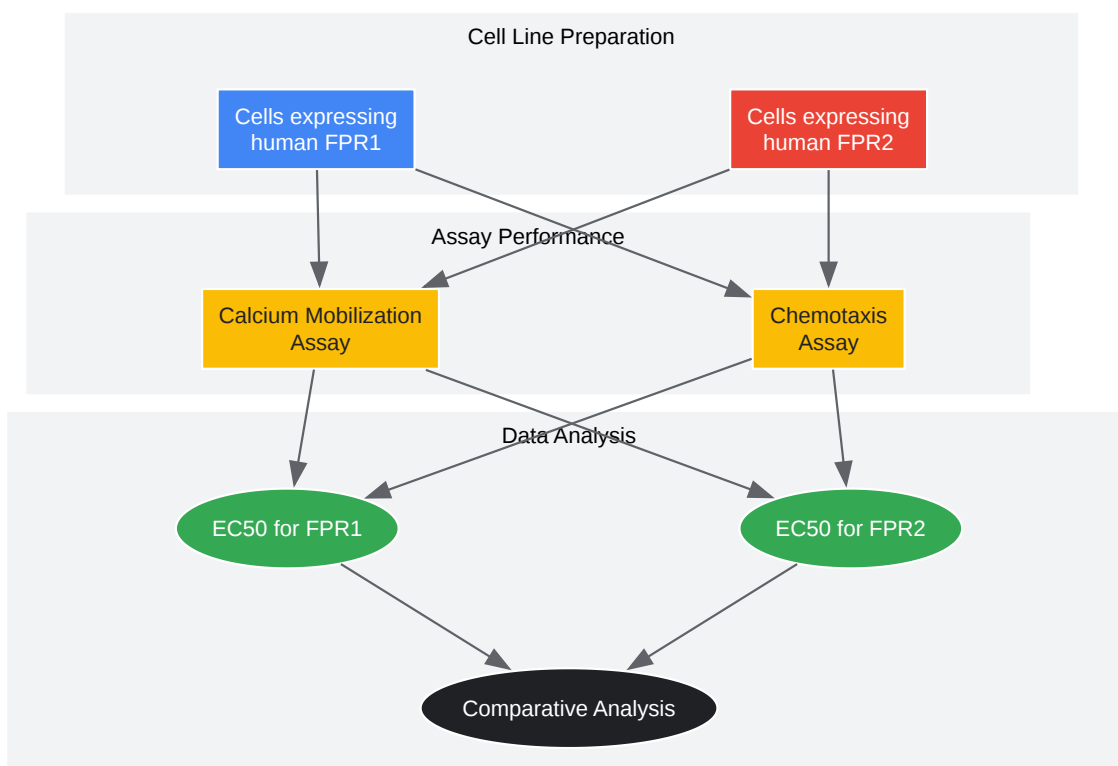 Cell Line Preparation
Cells expressing
human FPR1
Cells expressing
human FPR2
Assay Performance
Calcium Mobilization
Assay
Chemotaxis
Assay
Data Analysis
EC50 for FPR1
EC50 for FPR2
Comparative Analysis